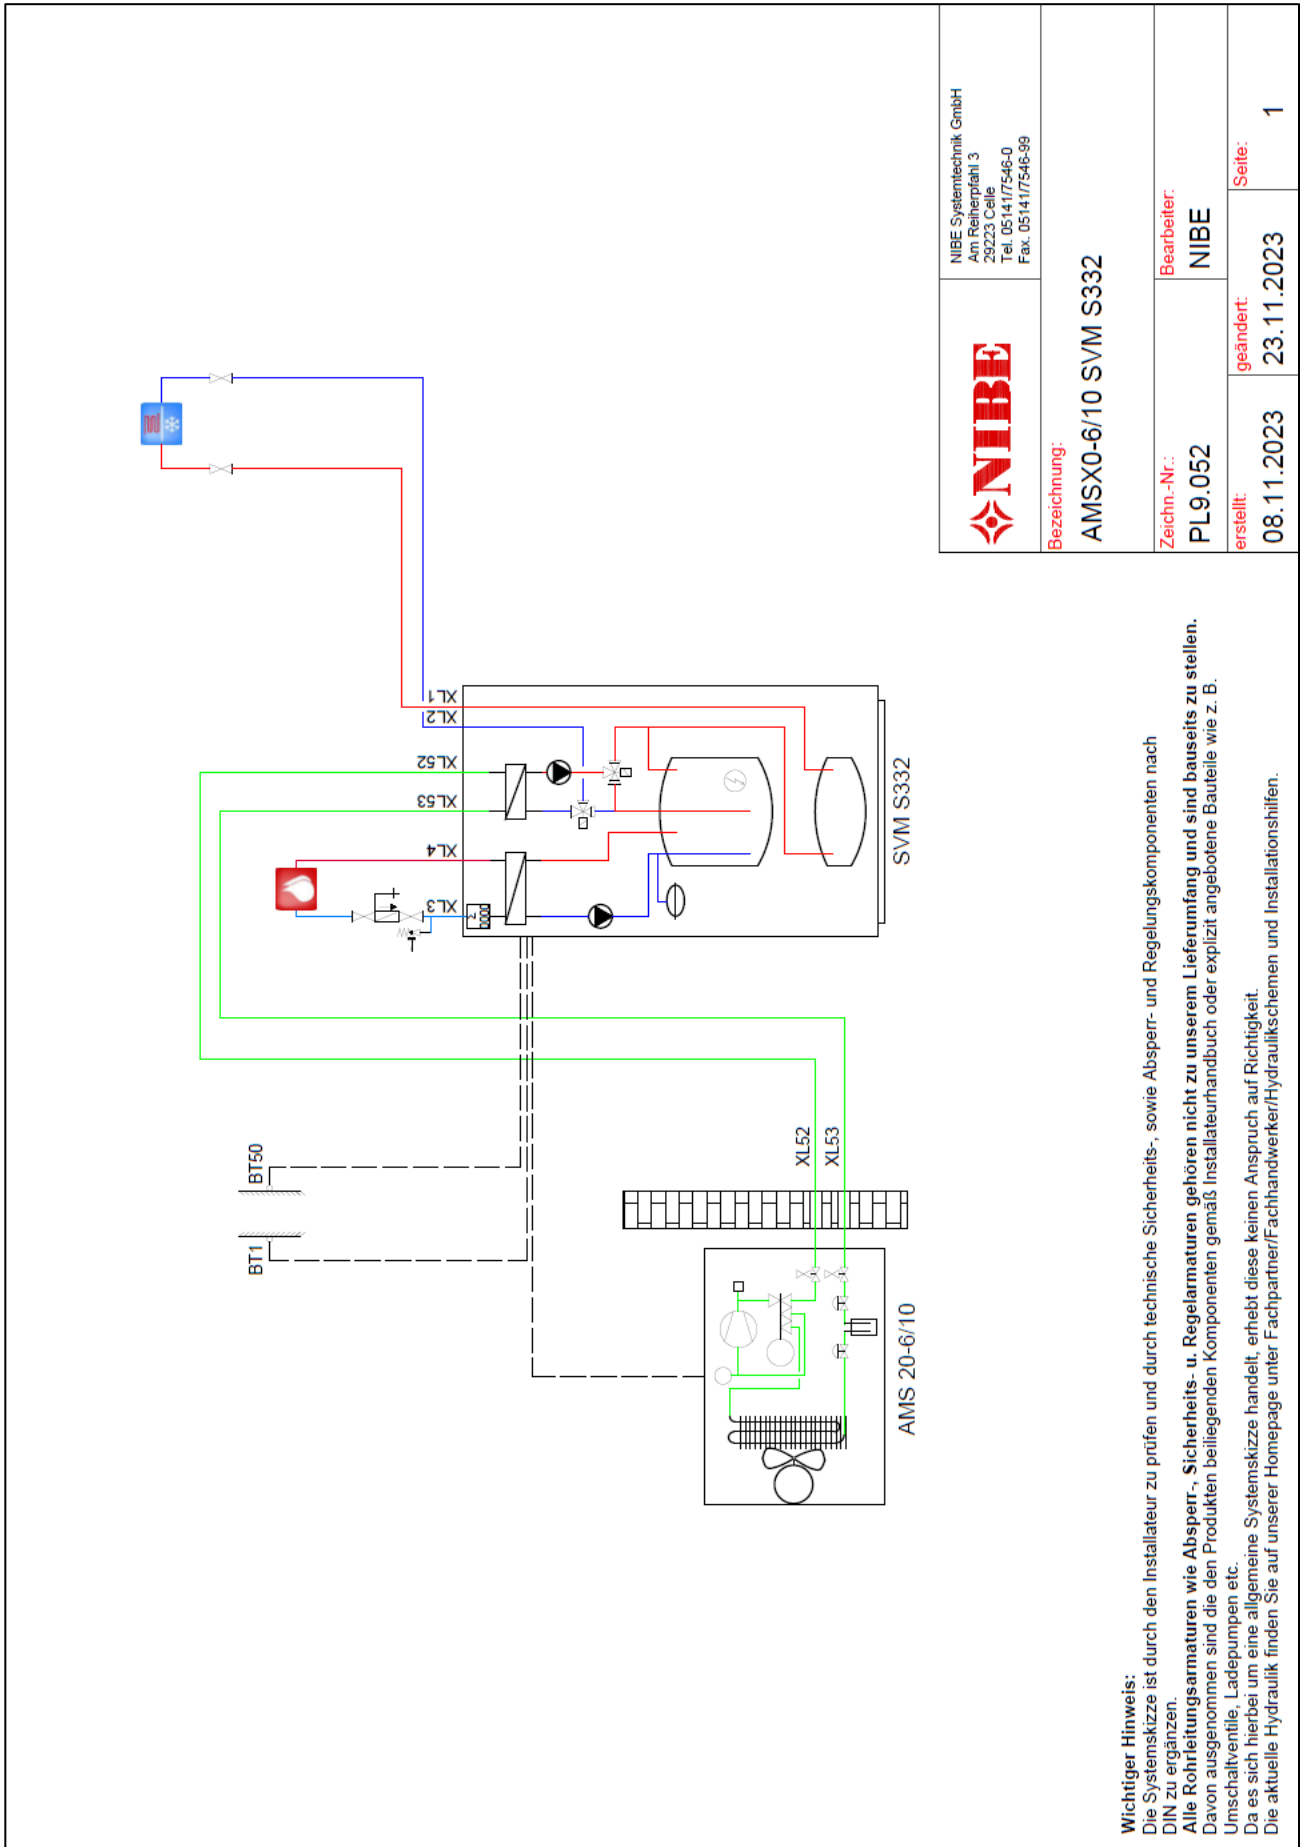 BT1
BT50
XL3
XL4
XL53
XL52
XL2
XL1
XL52
XL53
AMS 20-6/10
SVM S332
Wichtiger Hinweis:
Die Systemskizze ist durch den Installateur zu prüfen und durch technische Sicherheits-, sowie Absperr- und Regelungskomponenten nach
DIN zu ergänzen.
Alle Rohrleitungsarmaturen wie Absperr-, Sicherheits- u. Regelarmaturen gehören nicht zu unserem Lieferumfang und sind bauseits zu stellen.
Davon ausgenommen sind die den Produkten beiliegenden Komponenten gemäß Installateurhandbuch oder explizit angebotene Bauteile wie z. B.
Umschaltventile, Ladepumpen etc.
Da es sich hierbei um eine allgemeine Systemskizze handelt, erhebt diese keinen Anspruch auf Richtigkeit.
Die aktuelle Hydraulik finden Sie auf unserer Homepage unter Fachpartner/Fachhandwerker/Hydraulikschemen und Installationshilfen.
NIBE
NIBE Systemtechnik GmbH
Am Reiherpfahl 3
29223 Celle
Tel. 05141/7546-0
Fax. 05141/7546-99
Bezeichnung:
AMSX0-6/10 SVM S332
Zeichn.-Nr.:
PL9.052
Bearbeiter:
NIBE
erstellt:
08.11.2023
geändert:
23.11.2023
Seite:
1